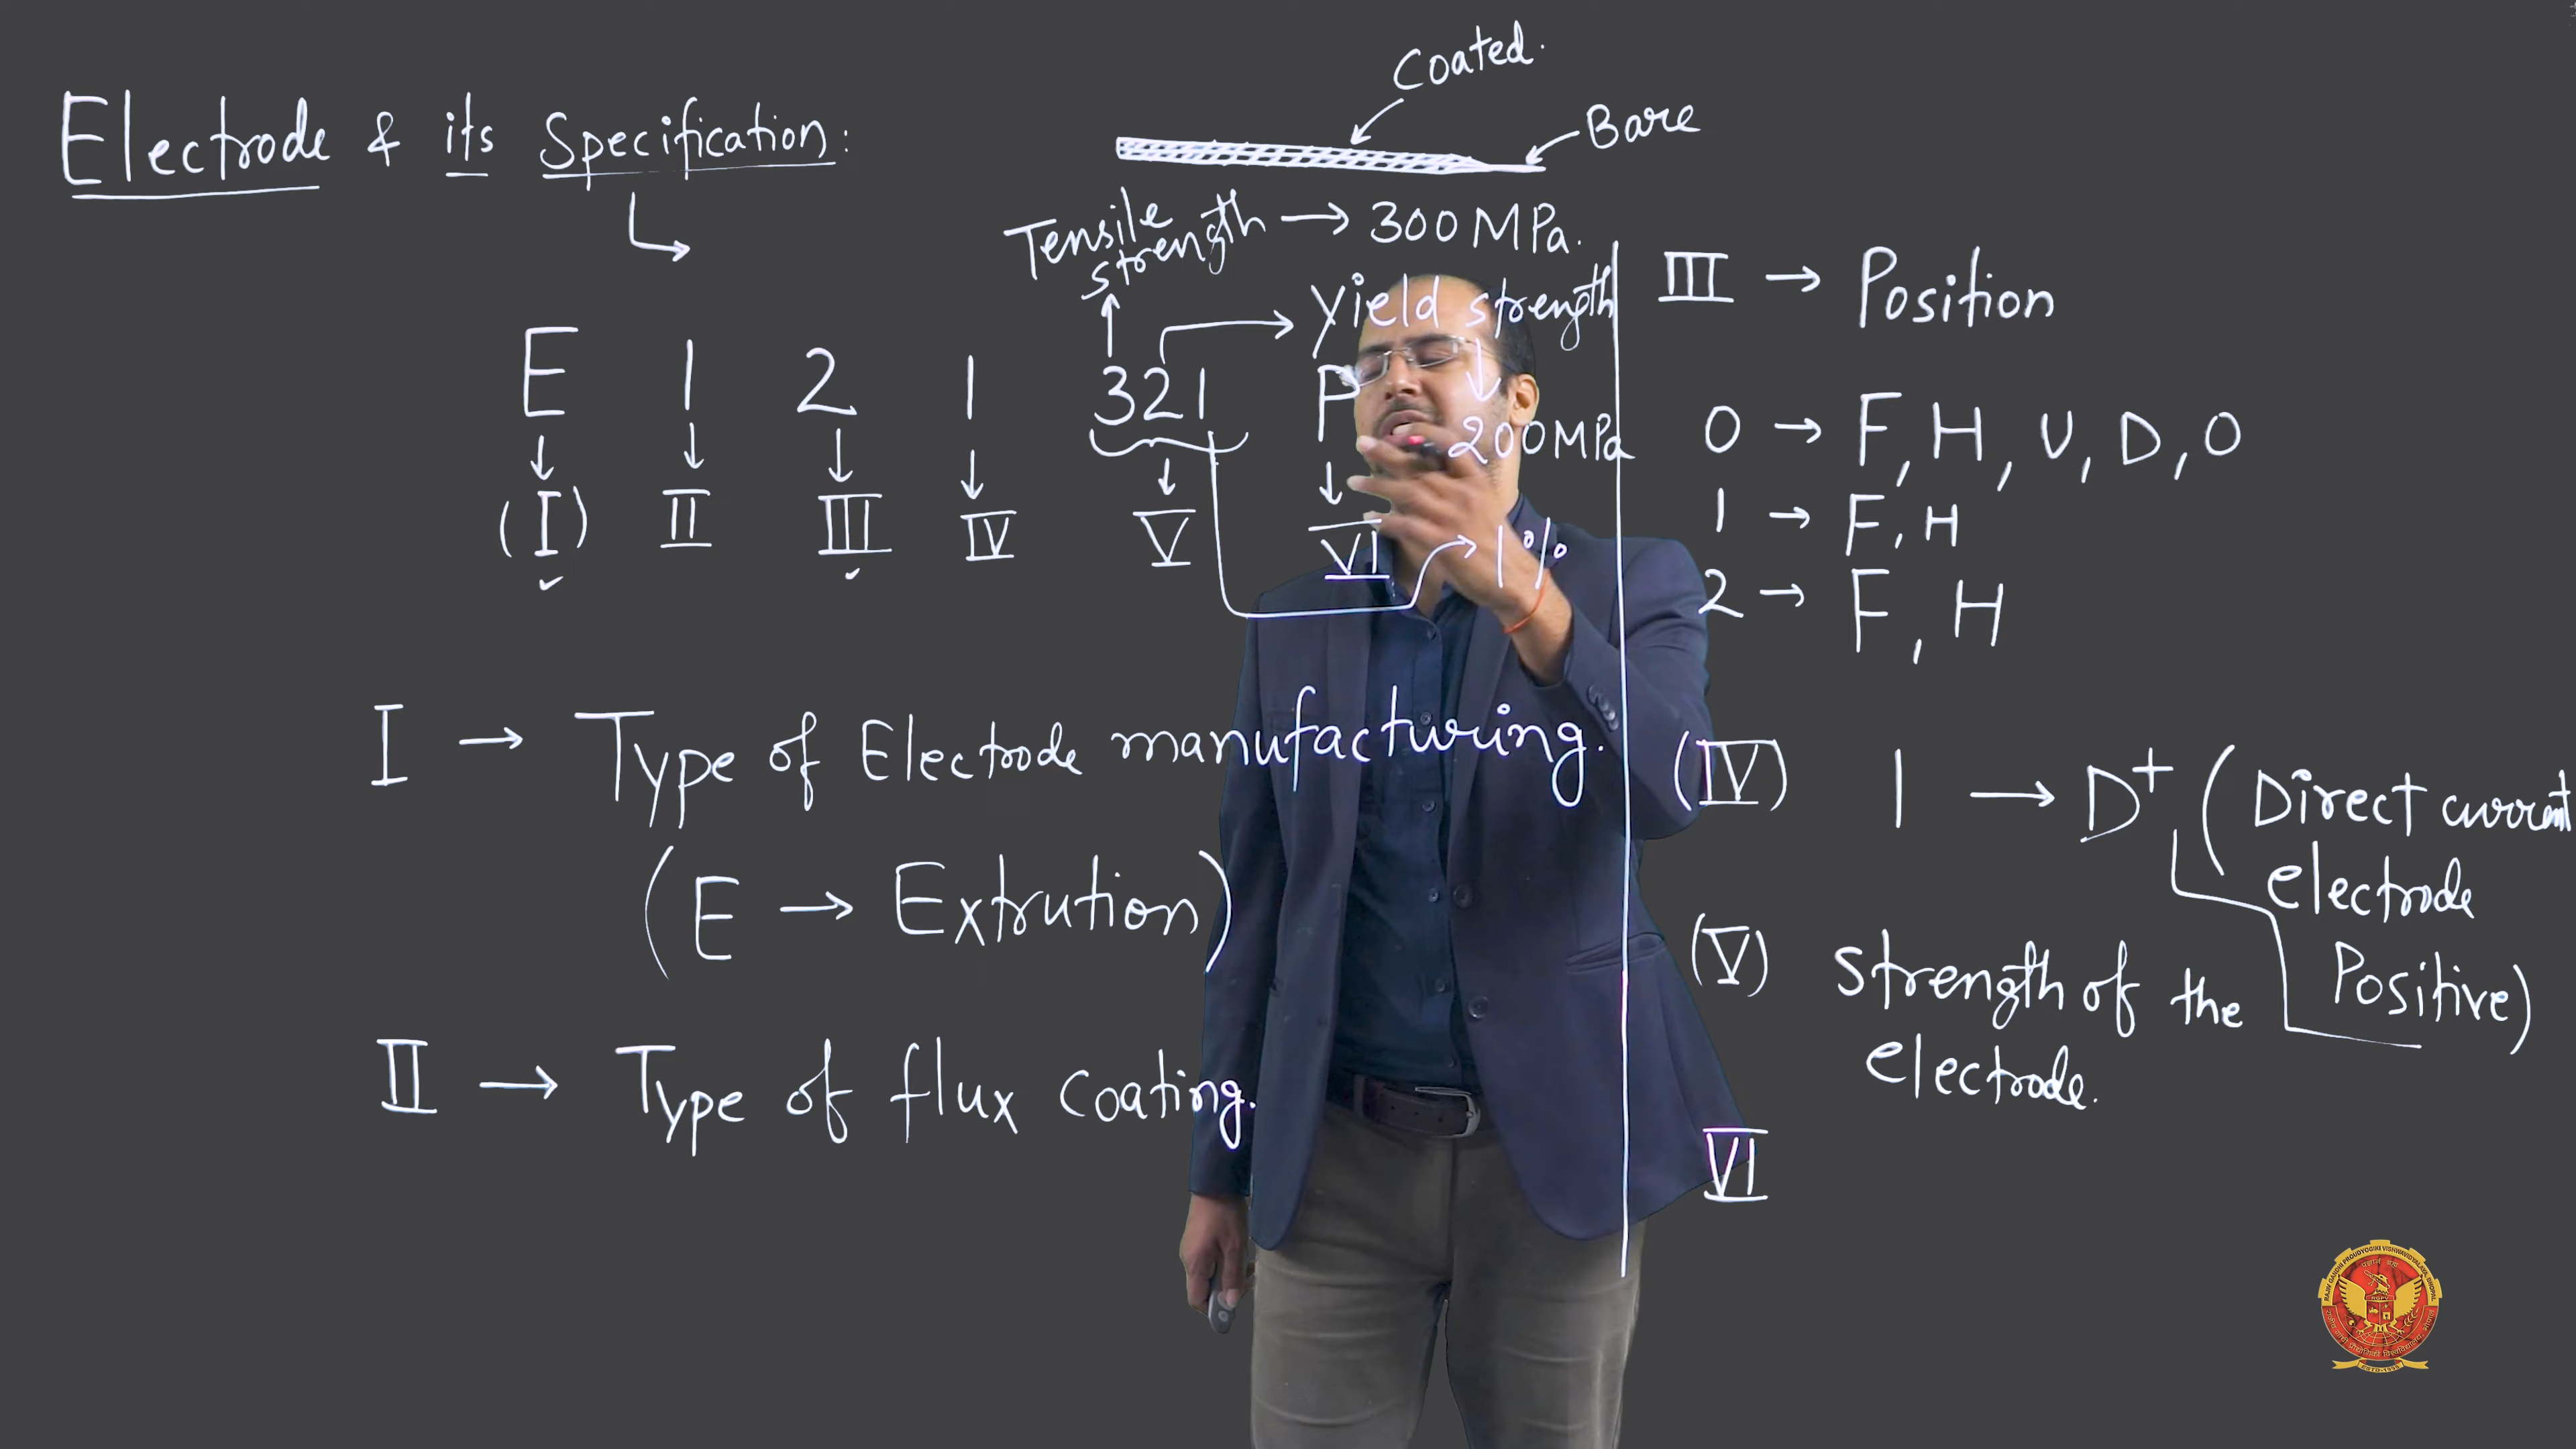 Electrode & its Specification:
Coated.
Bare
Tensile strength → 300 MPa.
Yield strength
200 MPa
E 1 2 1 321 P
(I) II III IV V VI
1%
I → Type of Electrode manufacturing.
(E → Extrution)
II → Type of flux coating.
III → Position
0 → F, H, V, D, O
1 → F, H
2 → F, H
(IV) 1 → D+ (Direct current
electrode
Positive)
(V) Strength of the
electrode.
VI